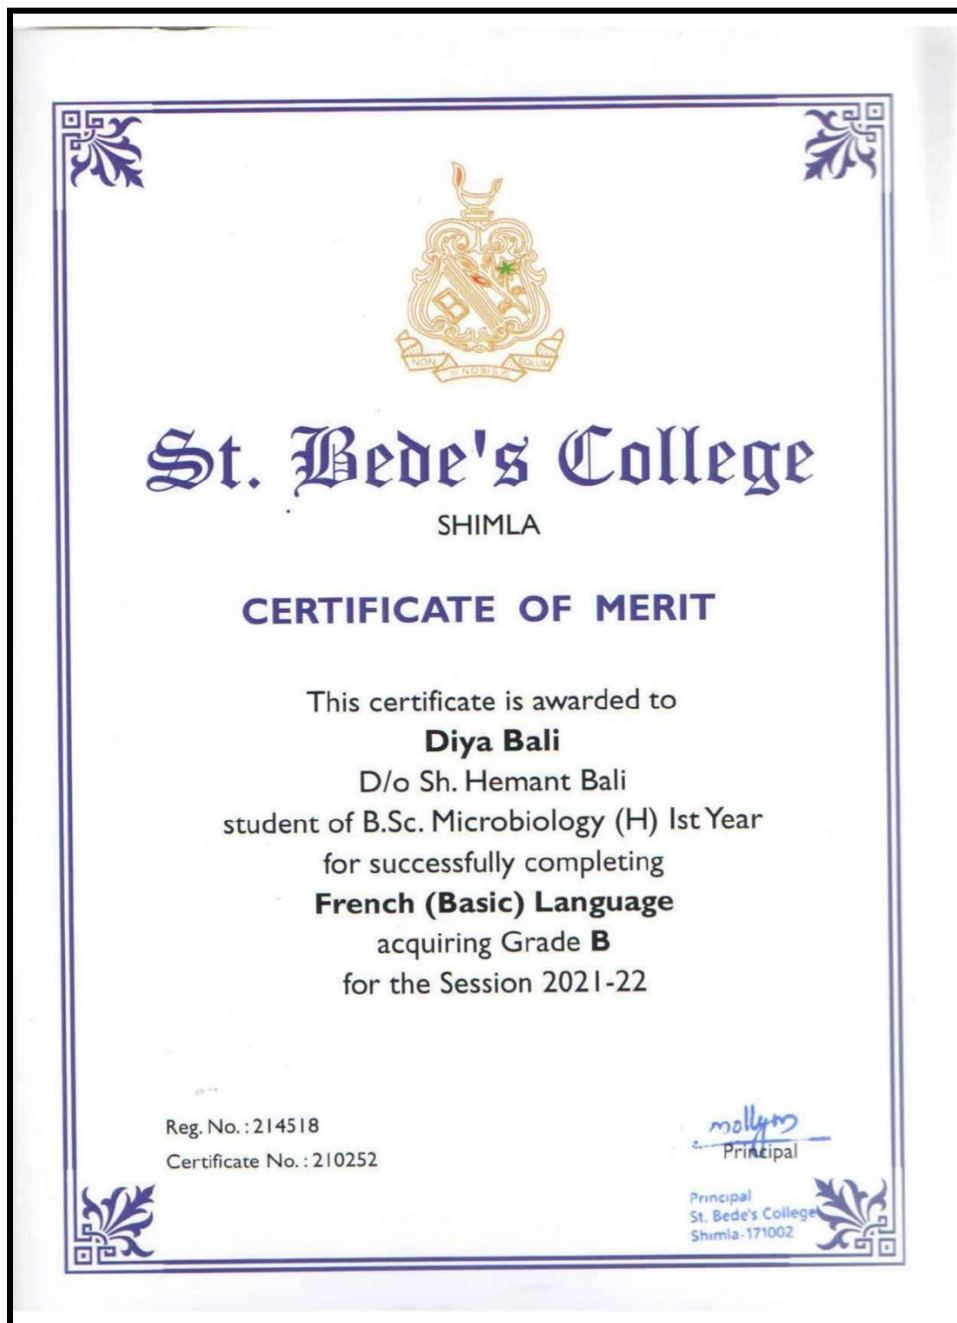 NON NOBIS SOLUM
St. Bede's College
SHIMLA
CERTIFICATE OF MERIT
This certificate is awarded to
Diya Bali
D/o Sh. Hemant Bali
student of B.Sc. Microbiology (H) Ist Year
for successfully completing
French (Basic) Language
acquiring Grade B
for the Session 2021-22
Reg. No. : 214518
Certificate No. : 210252
mollym
Principal
Principal
St. Bede's College
Shimla-171002